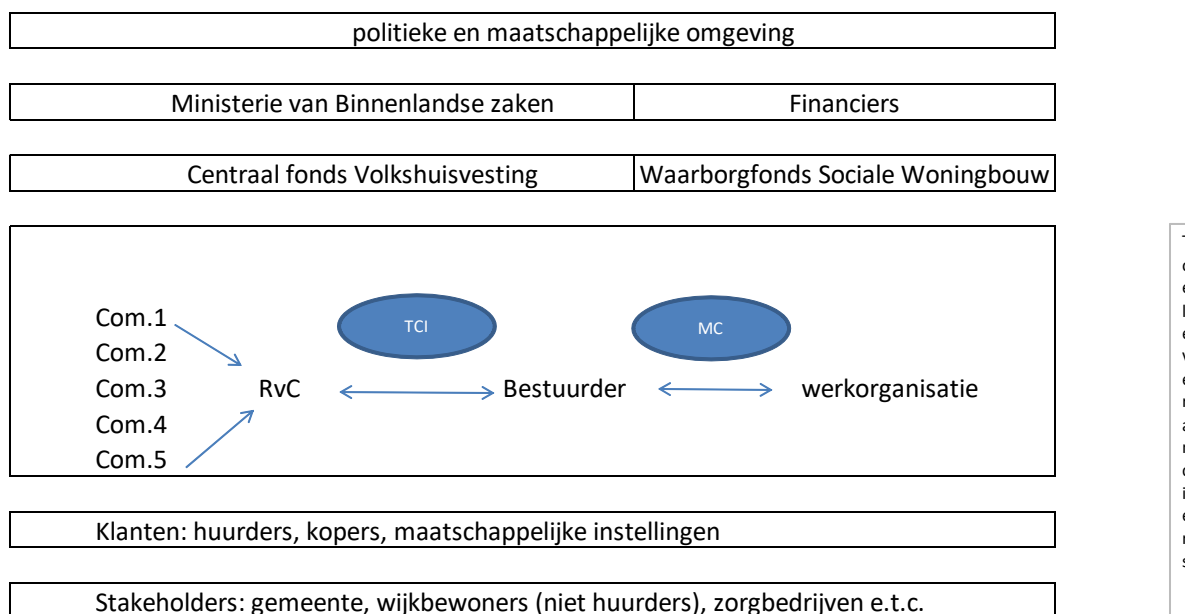 politieke en maatschappelijke omgeving
Ministerie van Binnenlandse zaken Financiers
Centraal fonds Volkshuisvesting Waarborgfonds Sociale Woningbouw
Com.1 TCI MC
Com.2
Com.3 RvC Bestuurder werkorganisatie
Com.4
Com.5
Klanten: huurders, kopers, maatschappelijke instellingen
Stakeholders: gemeente, wijkbewoners (niet huurders), zorgbedrijven e.t.c.